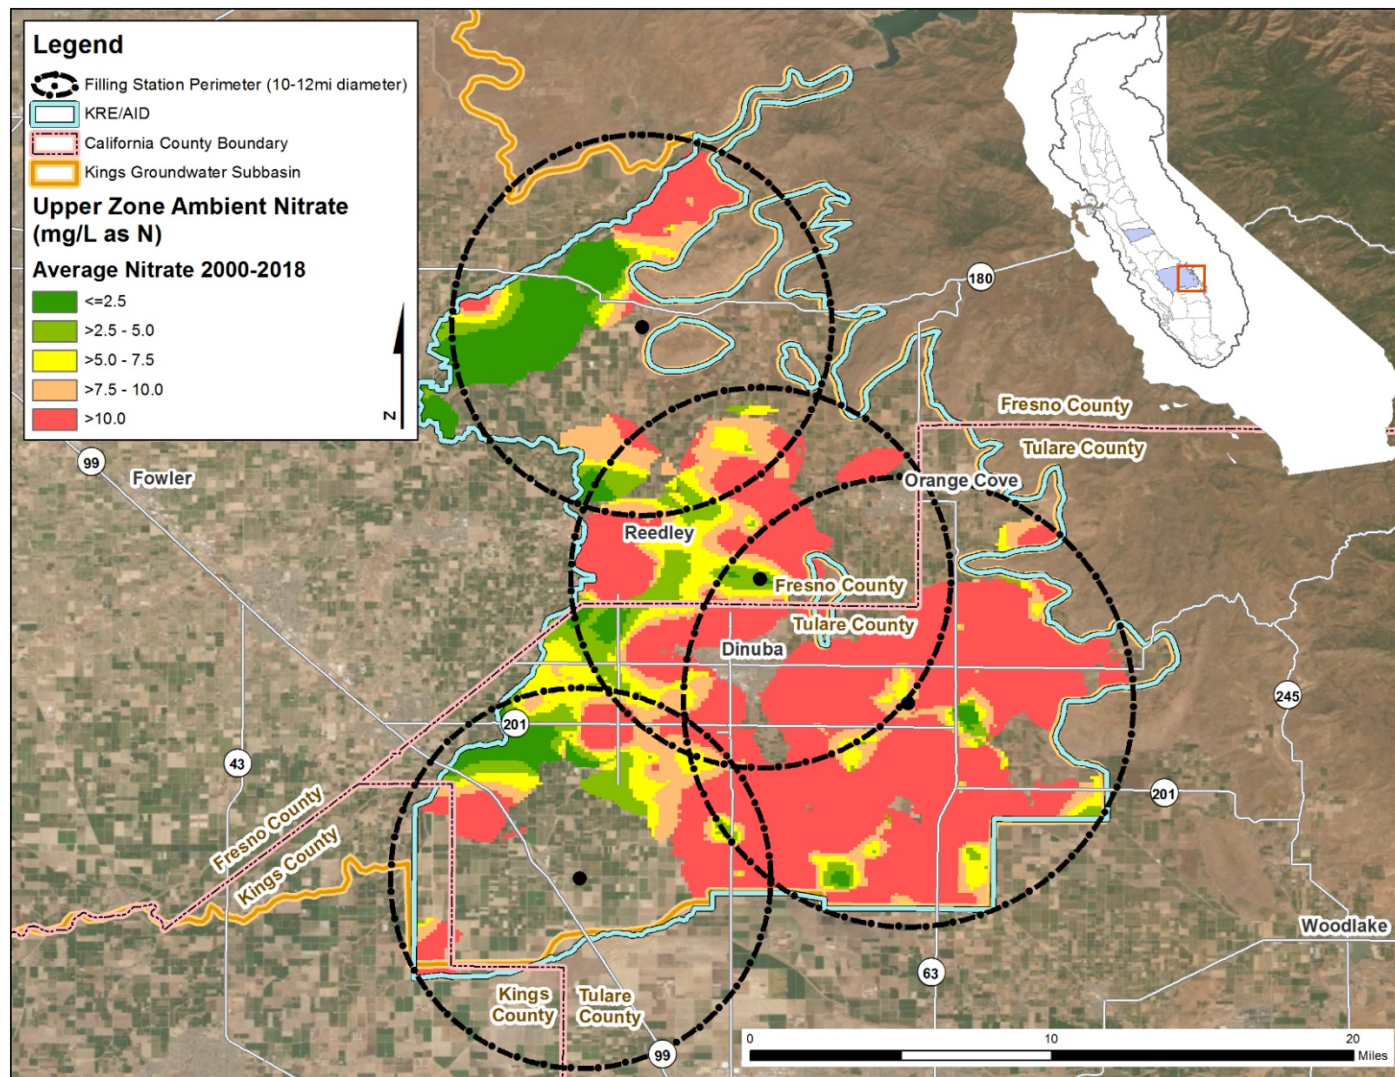 Legend
Filling Station Perimeter (10-12mi diameter)
KRE/AID
California County Boundary
Kings Groundwater Subbasin
Upper Zone Ambient Nitrate
(mg/L as N)
Average Nitrate 2000-2018
<=2.5
>2.5 - 5.0
>5.0 - 7.5
>7.5 - 10.0
>10.0
N
180
Fresno County
Tulare County
99
Fowler
Orange Cove
Reedley
Fresno County
Tulare County
Dinuba
245
201
43
201
Fresno County
Kings County
Woodlake
63
Kings
County
Tulare
County
99
0
10
20
Miles